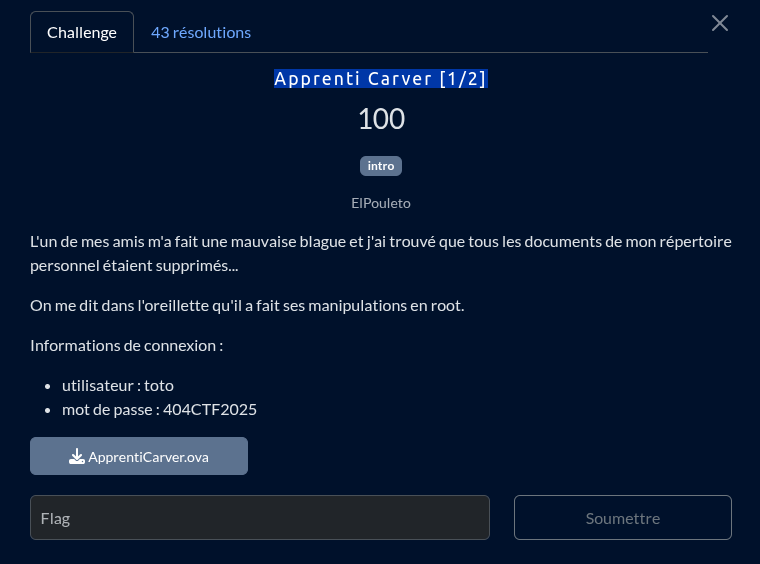 Challenge
43 résolutions
Apprenti Carver [1/2]
100
intro
ElPouleto
L'un de mes amis m'a fait une mauvaise blague et j'ai trouvé que tous les documents de mon répertoire
personnel étaient supprimés...
On me dit dans l'oreillette qu'il a fait ses manipulations en root.
Informations de connexion :
utilisateur : toto
mot de passe : 404CTF2025
ApprentiCarver.ova
Flag
Soumettre